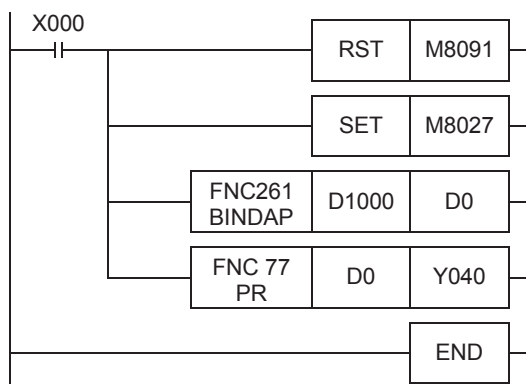 X000
RST M8091
SET M8027
FNC261
BINDAP D1000 D0
FNC 77
PR D0 Y040
END